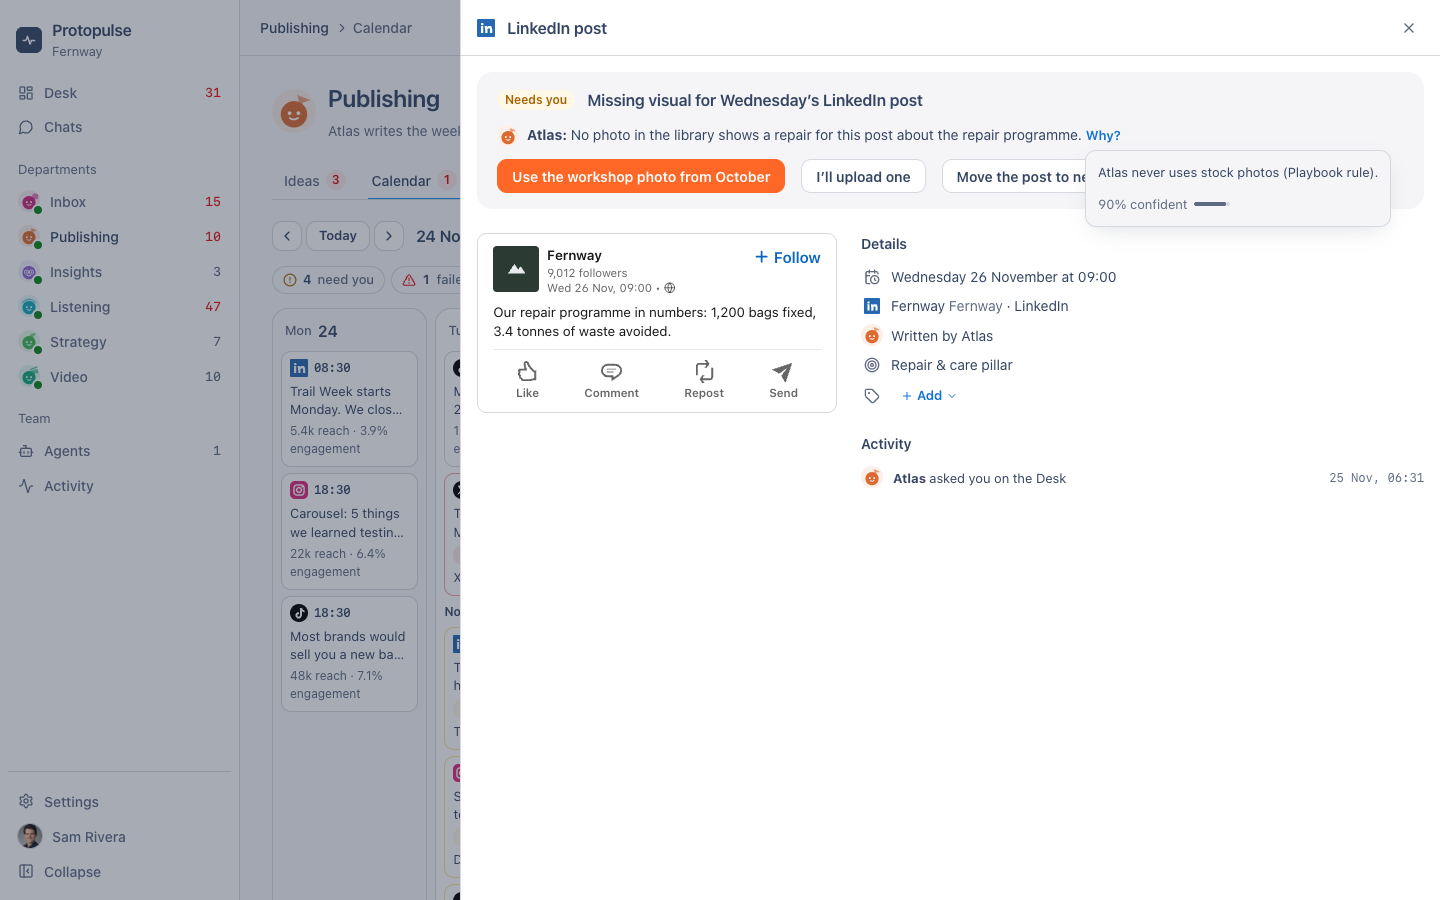 Protopulse
Fernway
Desk 31
Chats
Departments
Inbox 15
Publishing 10
Insights 3
Listening 47
Strategy 7
Video 10
Team
Agents 1
Activity
Settings
Sam Rivera
Collapse
Publishing > Calendar
Publishing
Atlas writes the week
Ideas 3
Calendar 1
Today
24 No
4 need you
1 faile
Mon 24
08:30
Trail Week starts
Monday. We clos...
5.4k reach · 3.9%
engagement
18:30
Carousel: 5 things
we learned testin...
22k reach · 6.4%
engagement
18:30
Most brands would
sell you a new ba...
48k reach · 7.1%
engagement
Tu
No
LinkedIn post
Needs you
Missing visual for Wednesday’s LinkedIn post
Atlas: No photo in the library shows a repair for this post about the repair programme. Why?
Use the workshop photo from October
I’ll upload one
Move the post to ne
Atlas never uses stock photos (Playbook rule).
90% confident
Fernway
9,012 followers
Wed 26 Nov, 09:00 •
+ Follow
Our repair programme in numbers: 1,200 bags fixed,
3.4 tonnes of waste avoided.
Like
Comment
Repost
Send
Details
Wednesday 26 November at 09:00
Fernway Fernway · LinkedIn
Written by Atlas
Repair & care pillar
+ Add
Activity
Atlas asked you on the Desk
25 Nov, 06:31